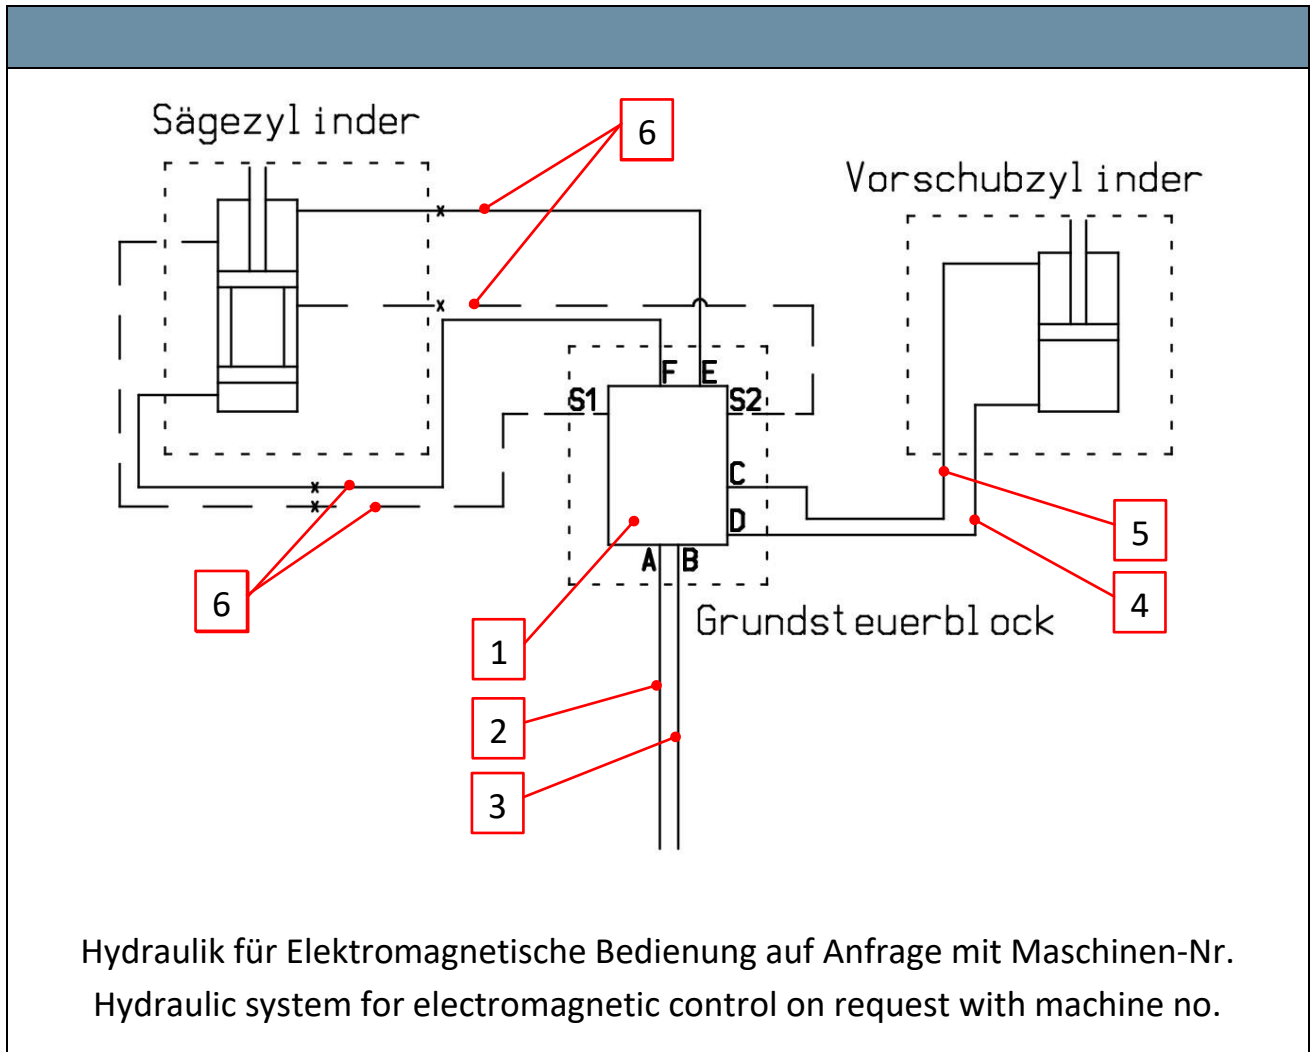 Sägezylinder
6
Vorschubzylinder
F E
S1 S2
C
D
A B
5
4
6
1
Grundsteuerblock
2
3
Hydraulik für Elektromagnetische Bedienung auf Anfrage mit Maschinen-Nr.
Hydraulic system for electromagnetic control on request with machine no.